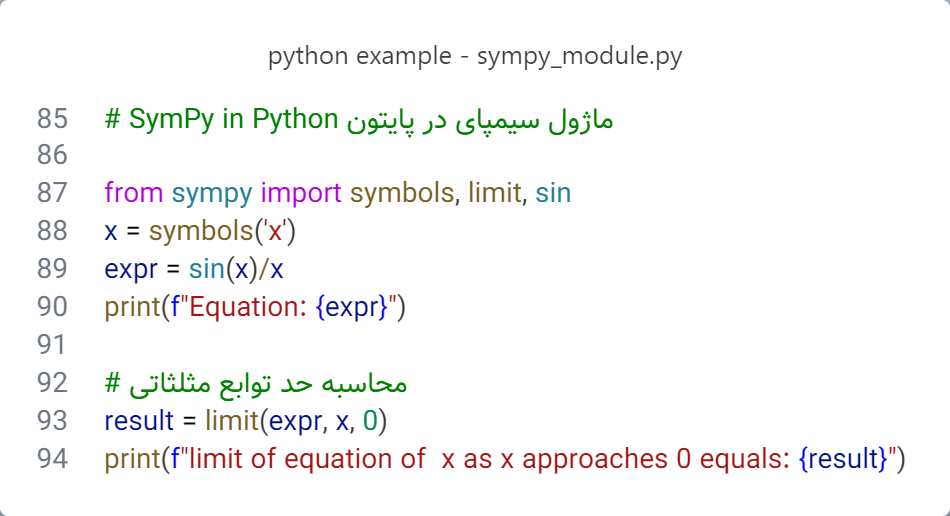 python example - sympy_module.py
85 # SymPy in Python ماژول سیمپای در پایتون
86
87 from sympy import symbols, limit, sin
88 x = symbols('x')
89 expr = sin(x)/x
90 print(f"Equation: {expr}")
91
92 # محاسبه حد توابع مثلثاتی
93 result = limit(expr, x, 0)
94 print(f"limit of equation of  x as x approaches 0 equals: {result}")